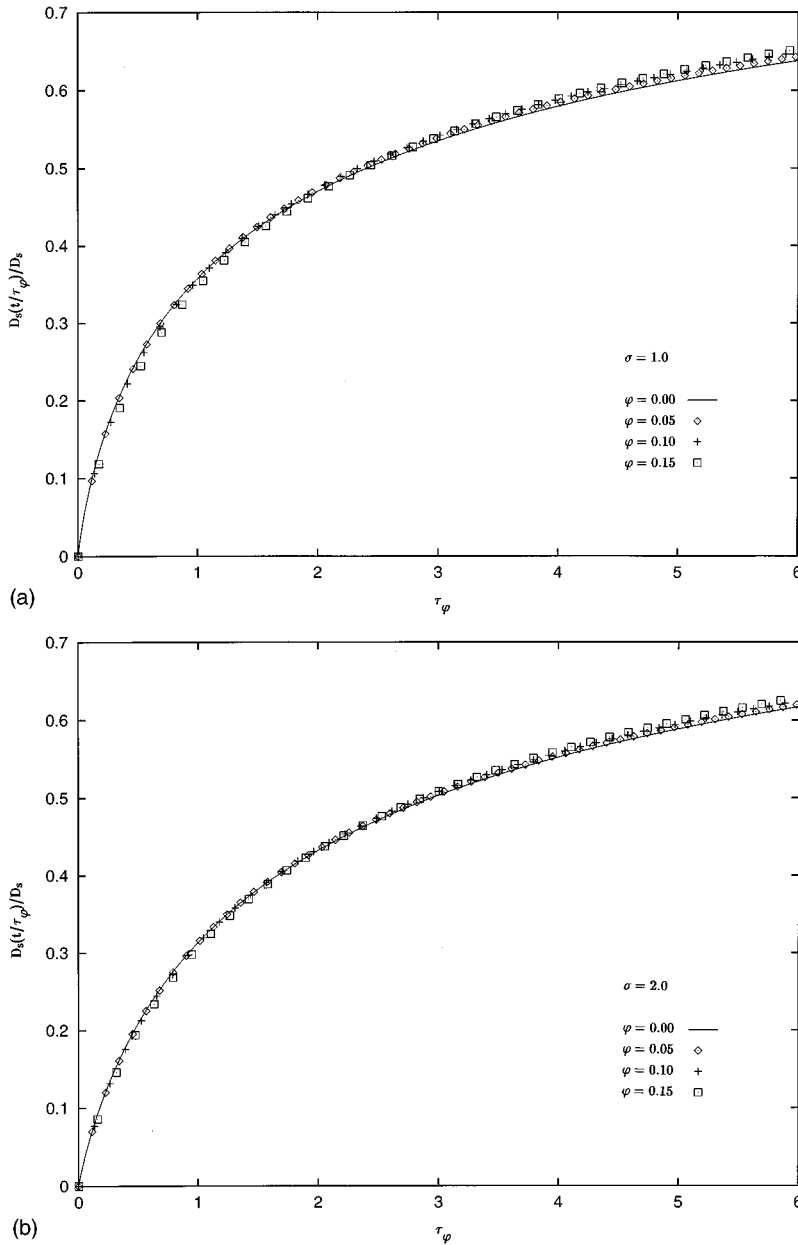 0.7
0.6
0.5
0.4
0.3
0.2
0.1
0
D_s(t/τ_φ)/D_s
σ = 1.0
φ = 0.00
φ = 0.05
φ = 0.10
φ = 0.15
0 1 2 3 4 5 6
(a)
τ_φ
0.7
0.6
0.5
0.4
0.3
0.2
0.1
0
D_s(t/τ_φ)/D_s
σ = 2.0
φ = 0.00
φ = 0.05
φ = 0.10
φ = 0.15
0 1 2 3 4 5 6
(b)
τ_φ